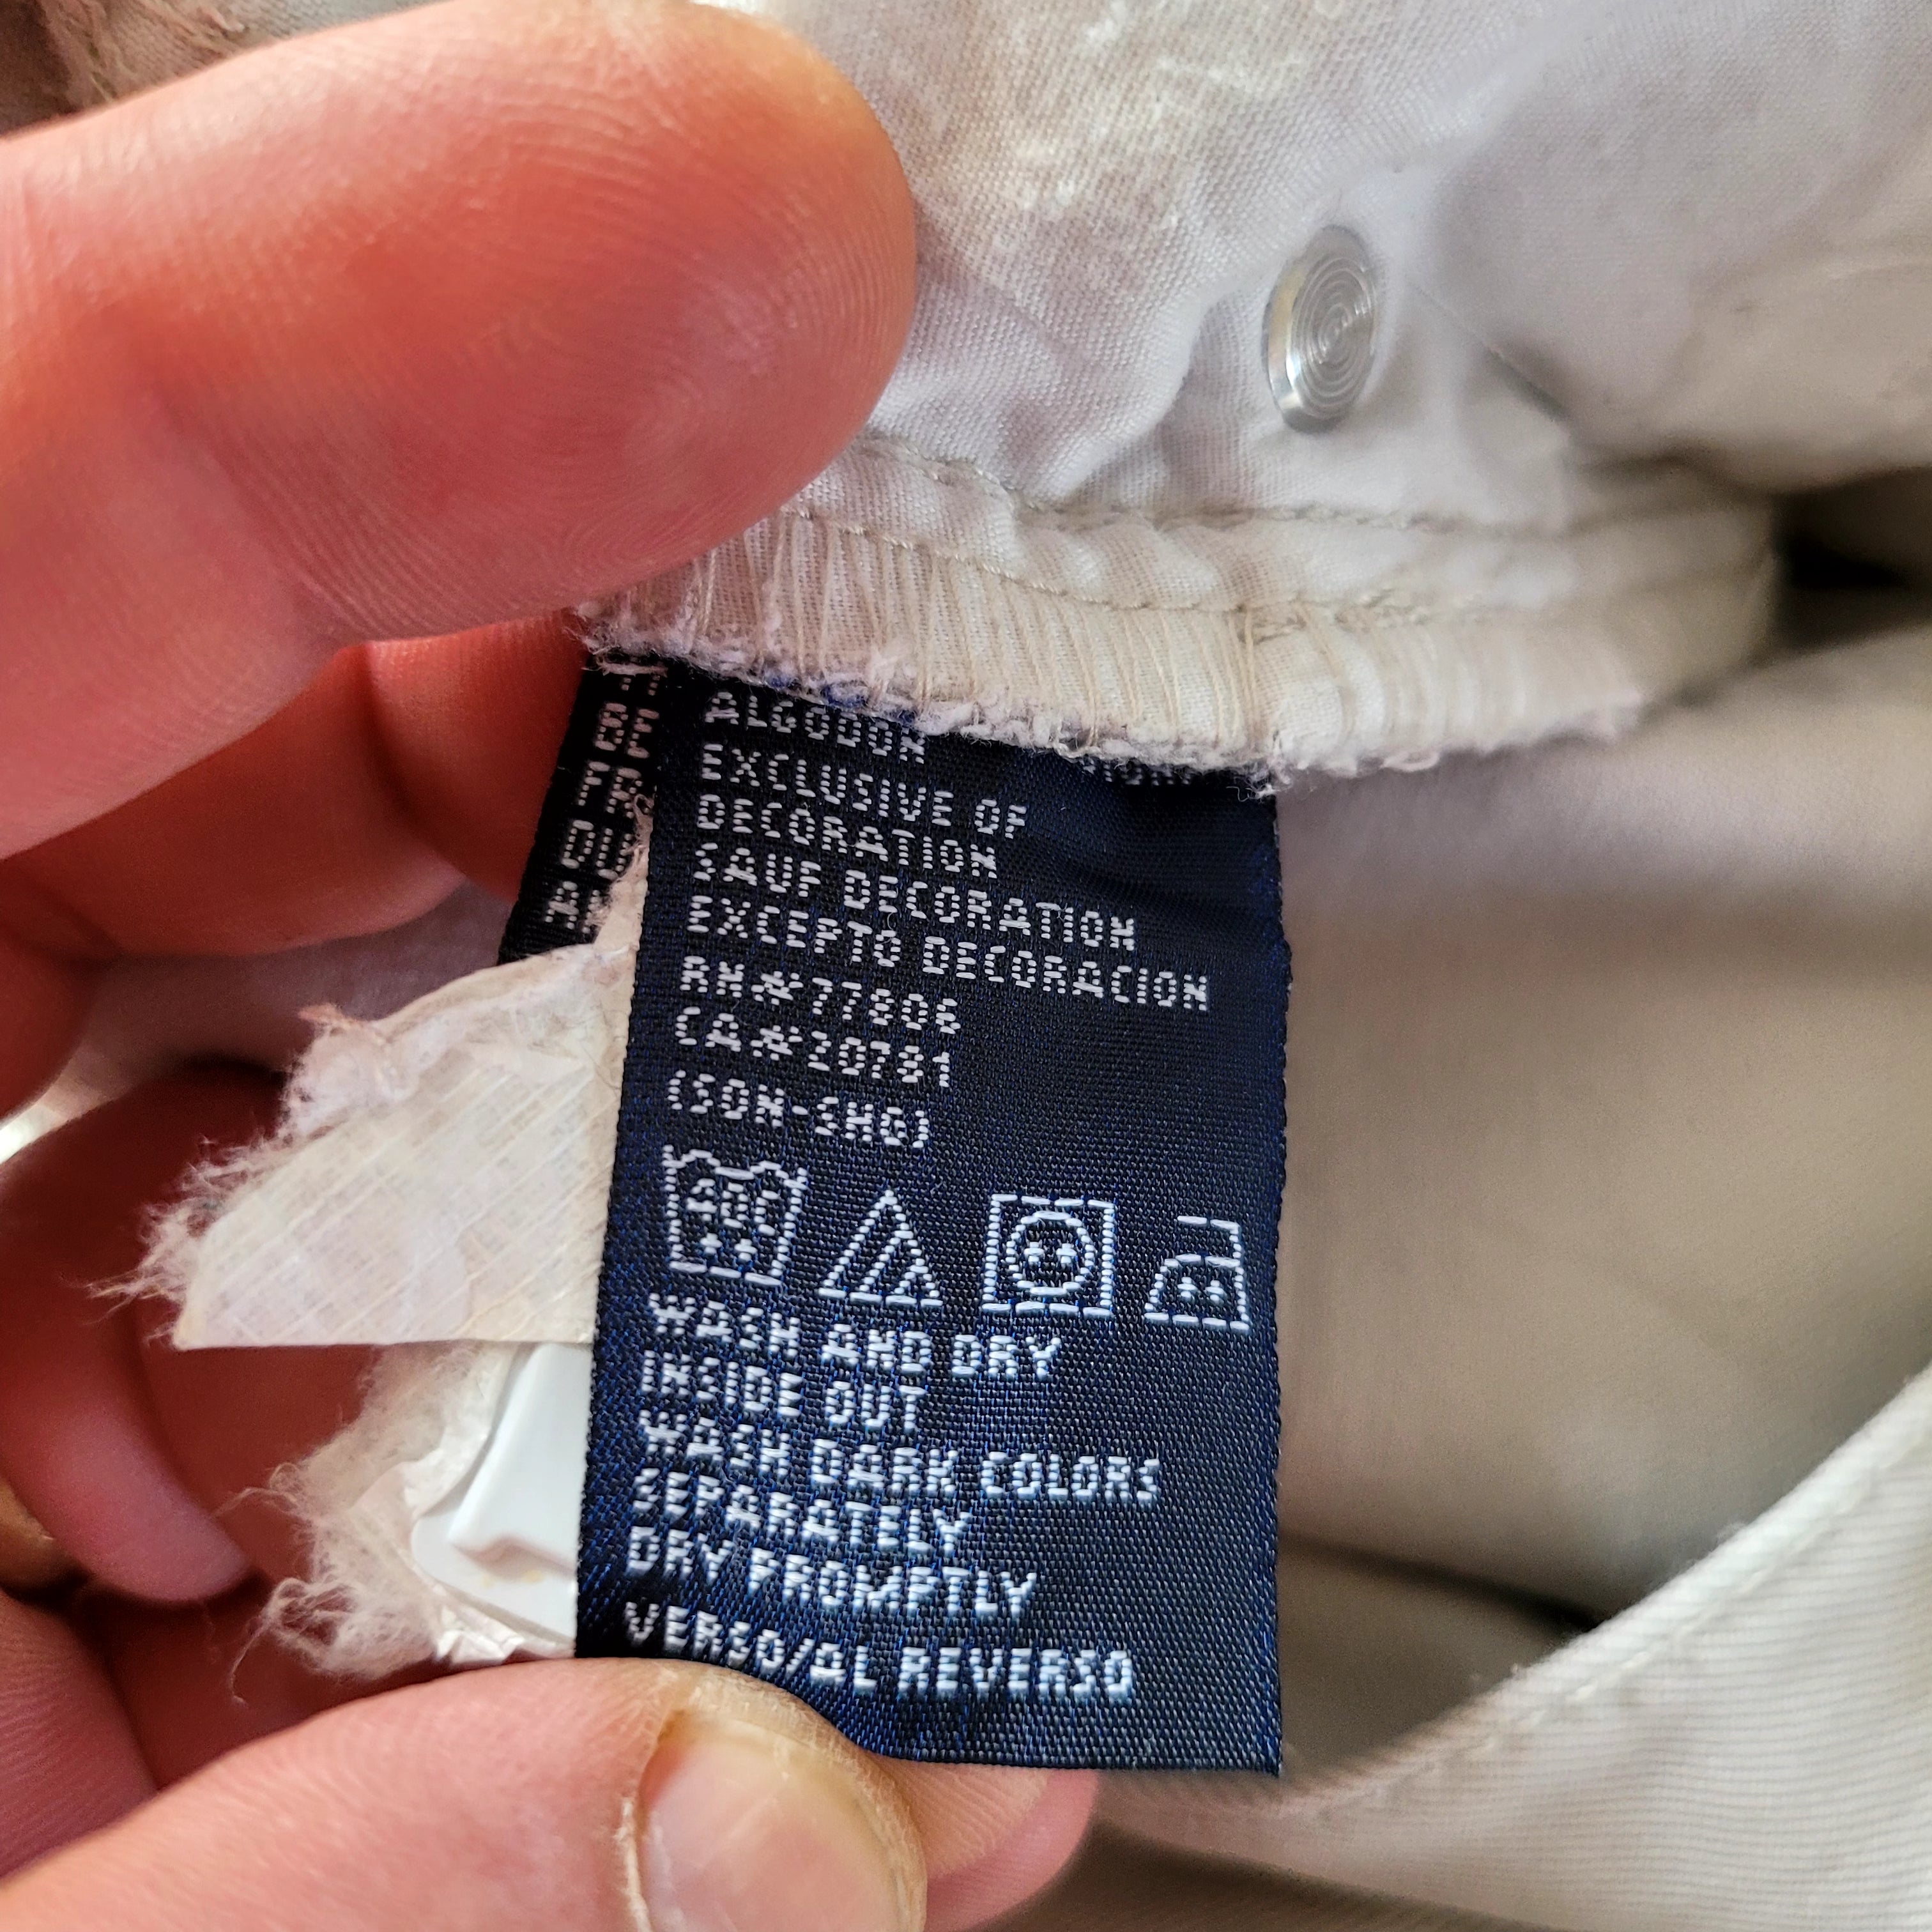 ALGODON
EXCLUSIVE OF
DECORATION
SAUF DECORATION
EXCEPTO DECORACION
RN#77806
CA#20781
(SON-SHG)
WASH AND DRY
INSIDE OUT
WASH DARK COLORS
SEPARATELY
DRY PROMPTLY
VERSO/AL REVERSO